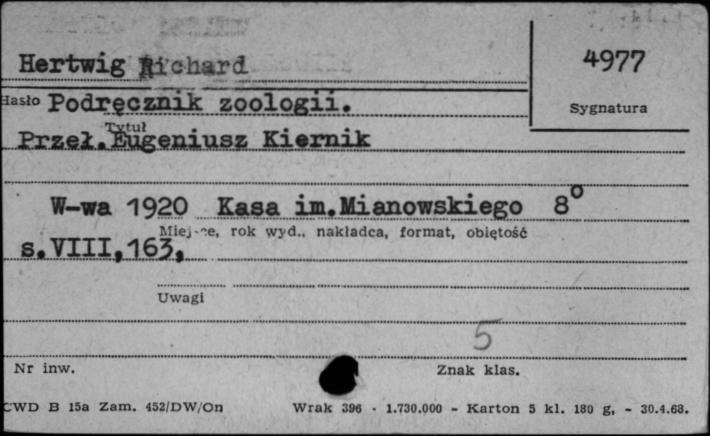 Hertwig Richard
4977
Hasło Podręcznik zoologii.
Sygnatura
Tytuł
Przeł.Eugeniusz Kiernik
W-wa 1920 Kasa im.Mianowskiego 8°
Miejsce, rok wyd., nakładca, format, objętość
s.VIII,163,
Uwagi
5
Nr inw.
Znak klas.
CWD B 15a Zam. 452/DW/On Wrak 396 - 1.730.000 - Karton 5 kl. 180 g, - 30.4.68.